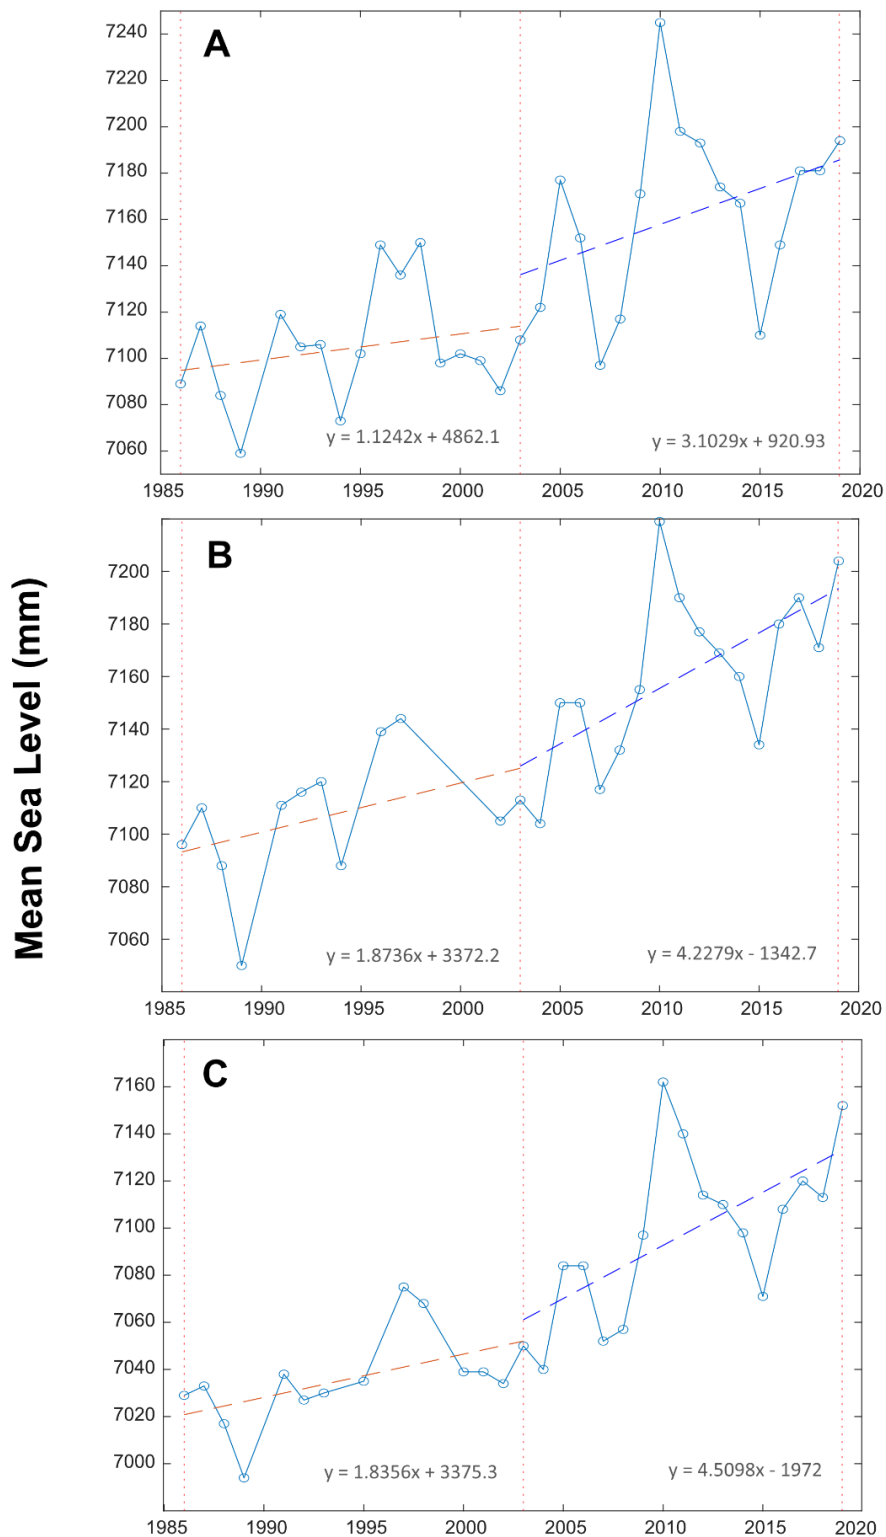 A
7240
7220
7200
7180
7160
7140
7120
7100
7080
7060
y = 1.1242x + 4862.1
y = 3.1029x + 920.93
1985 1990 1995 2000 2005 2010 2015 2020
Mean Sea Level (mm)
B
7200
7180
7160
7140
7120
7100
7080
7060
y = 1.8736x + 3372.2
y = 4.2279x - 1342.7
1985 1990 1995 2000 2005 2010 2015 2020
C
7160
7140
7120
7100
7080
7060
7040
7020
7000
y = 1.8356x + 3375.3
y = 4.5098x - 1972
1985 1990 1995 2000 2005 2010 2015 2020